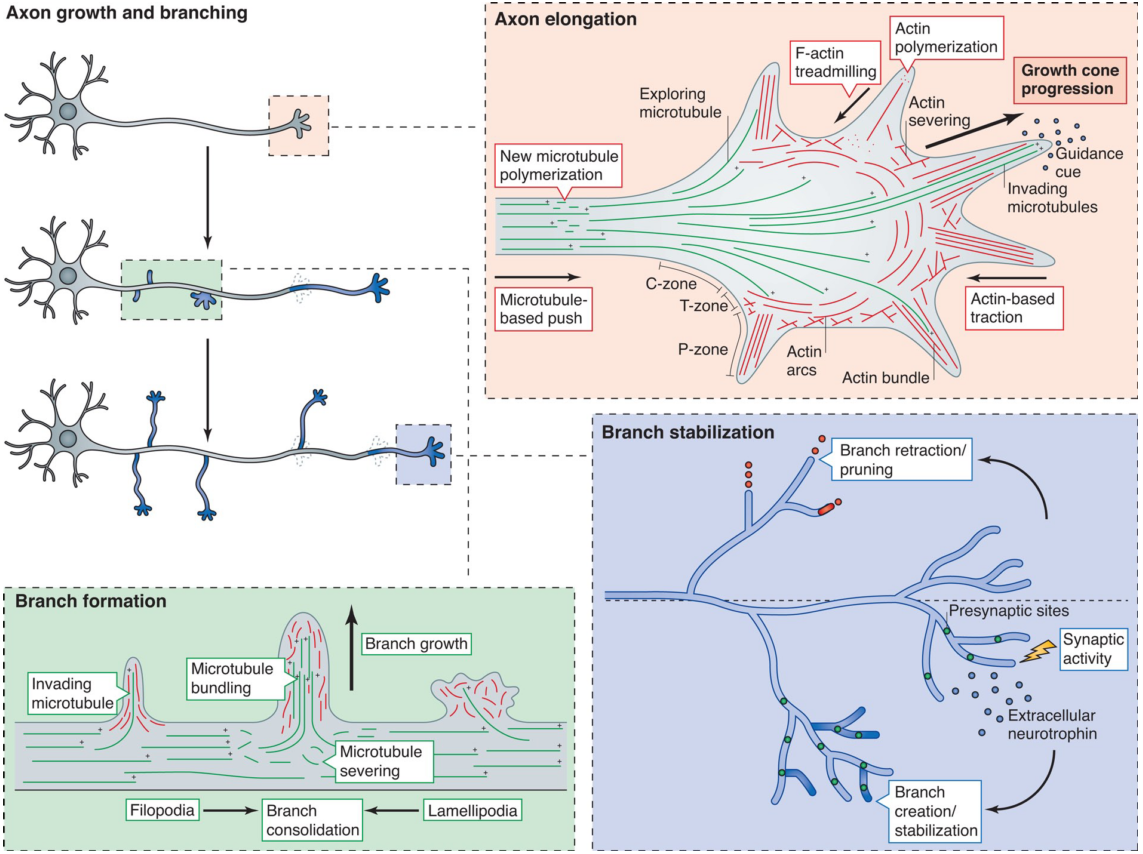 Axon growth and branching
Axon elongation
Actin
polymerization
F-actin
treadmilling
Growth cone
progression
Exploring
microtubule
Actin
severing
New microtubule
polymerization
Guidance
cue
Invading
microtubules
C-zone
Microtubule-
based push
T-zone
Actin-based
traction
P-zone
Actin
arcs
Actin bundle
Branch stabilization
Branch retraction/
pruning
Presynaptic sites
Synaptic
activity
Extracellular
neurotrophin
Branch
creation/
stabilization
Branch formation
Branch growth
Microtubule
bundling
Invading
microtubule
Microtubule
severing
Filopodia
Branch
consolidation
Lamellipodia